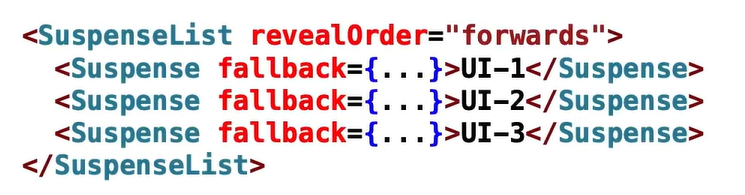 <SuspenseList revealOrder="forwards">
  <Suspense fallback={...}>UI-1</Suspense>
  <Suspense fallback={...}>UI-2</Suspense>
  <Suspense fallback={...}>UI-3</Suspense>
</SuspenseList>